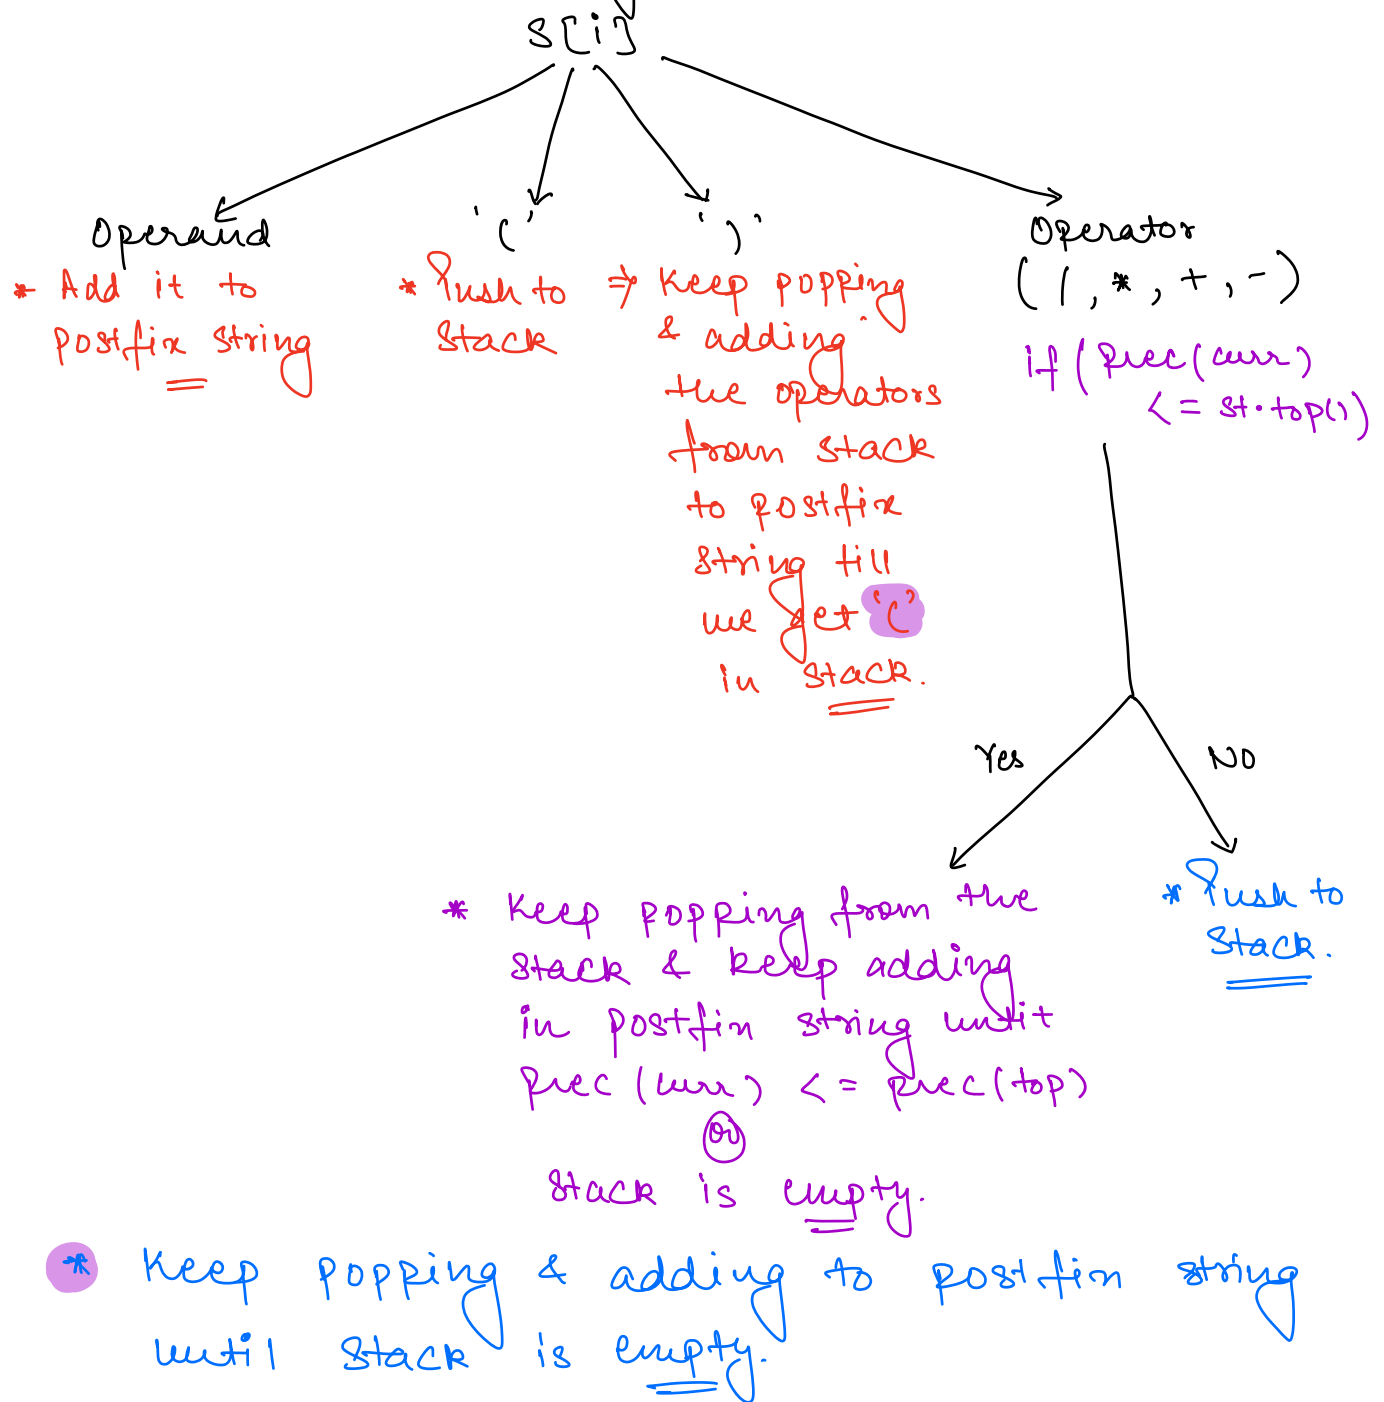 S[i]
Operand
* Add it to
postfix string
'('
* Push to
stack
')'
⇒ Keep popping
& adding
the operators
from stack
to postfix
string till
we get '('
in stack.
Operator
( / , * , + , - )
if ( prec(curr)
<= st.top())
Yes
NO
* Keep popping from the
stack & keep adding
in postfix string until
prec (curr) <= prec(top)
or
stack is empty.
* Push to
stack.
* Keep popping & adding to postfix string
until stack is empty.